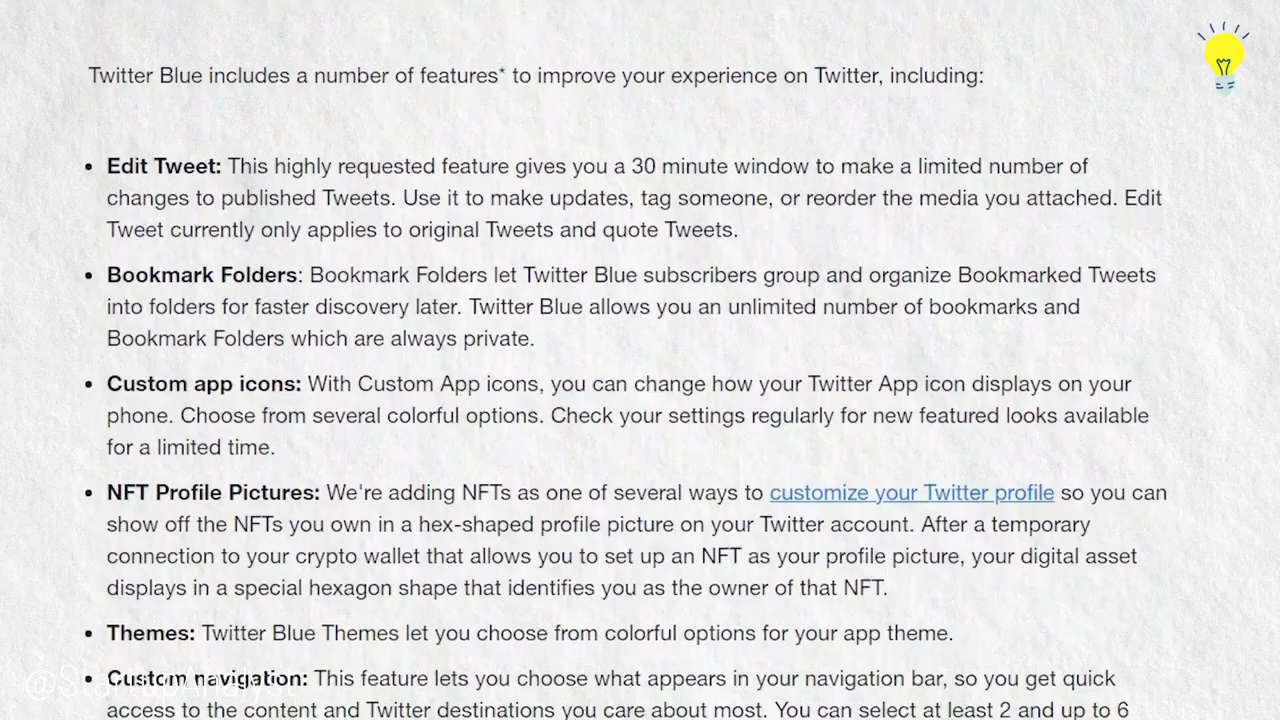 Twitter Blue includes a number of features* to improve your experience on Twitter, including:
• Edit Tweet: This highly requested feature gives you a 30 minute window to make a limited number of
changes to published Tweets. Use it to make updates, tag someone, or reorder the media you attached. Edit
Tweet currently only applies to original Tweets and quote Tweets.
• Bookmark Folders: Bookmark Folders let Twitter Blue subscribers group and organize Bookmarked Tweets
into folders for faster discovery later. Twitter Blue allows you an unlimited number of bookmarks and
Bookmark Folders which are always private.
• Custom app icons: With Custom App icons, you can change how your Twitter App icon displays on your
phone. Choose from several colorful options. Check your settings regularly for new featured looks available
for a limited time.
• NFT Profile Pictures: We're adding NFTs as one of several ways to customize your Twitter profile so you can
show off the NFTs you own in a hex-shaped profile picture on your Twitter account. After a temporary
connection to your crypto wallet that allows you to set up an NFT as your profile picture, your digital asset
displays in a special hexagon shape that identifies you as the owner of that NFT.
• Themes: Twitter Blue Themes let you choose from colorful options for your app theme.
• Custom navigation: This feature lets you choose what appears in your navigation bar, so you get quick
@StartupAnalyst
access to the content and Twitter destinations you care about most. You can select at least 2 and up to 6